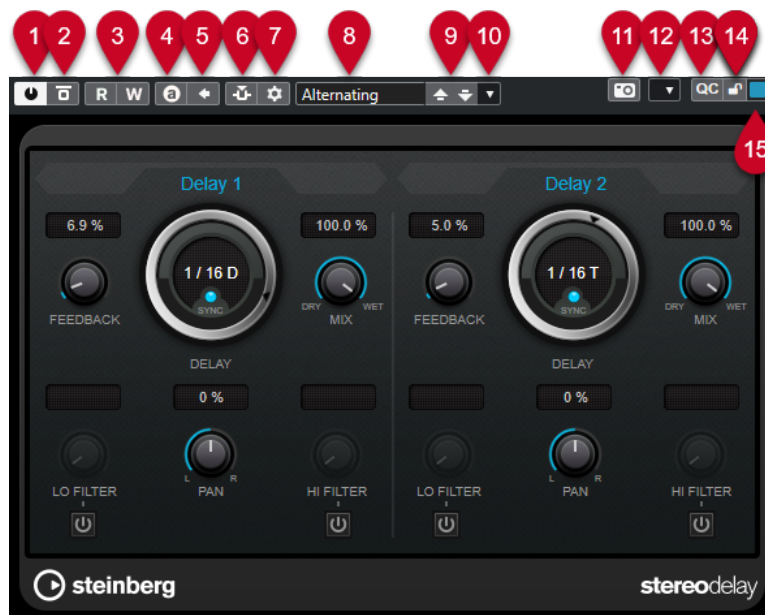 1 2 3 4 5 6 7 8 9 10 11 12 13 14
R W a Alternating QC
15
Delay 1 Delay 2
6.9 % 100.0 % 5.0 % 100.0 %
1 / 16 D 1 / 16 T
SYNC SYNC
DRY WET DRY WET
FEEDBACK MIX FEEDBACK MIX
DELAY DELAY
0 % 0 %
L R L R
LO FILTER PAN HI FILTER LO FILTER PAN HI FILTER
steinberg stereodelay